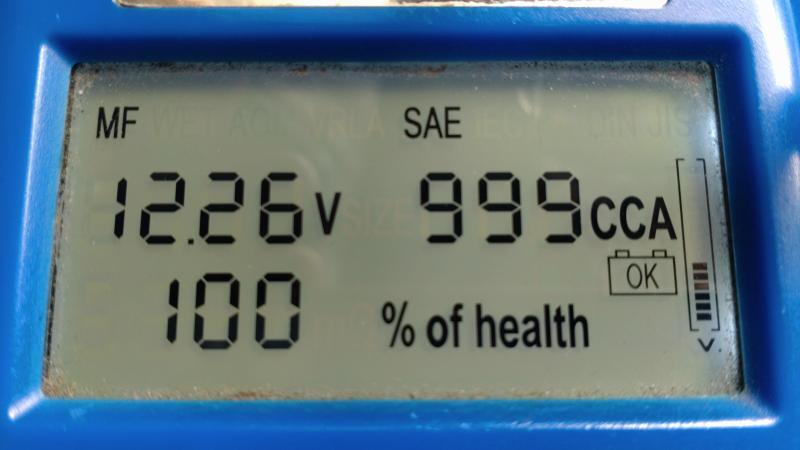 MF SAE
12.26 V 999 CCA
OK
100 % of health